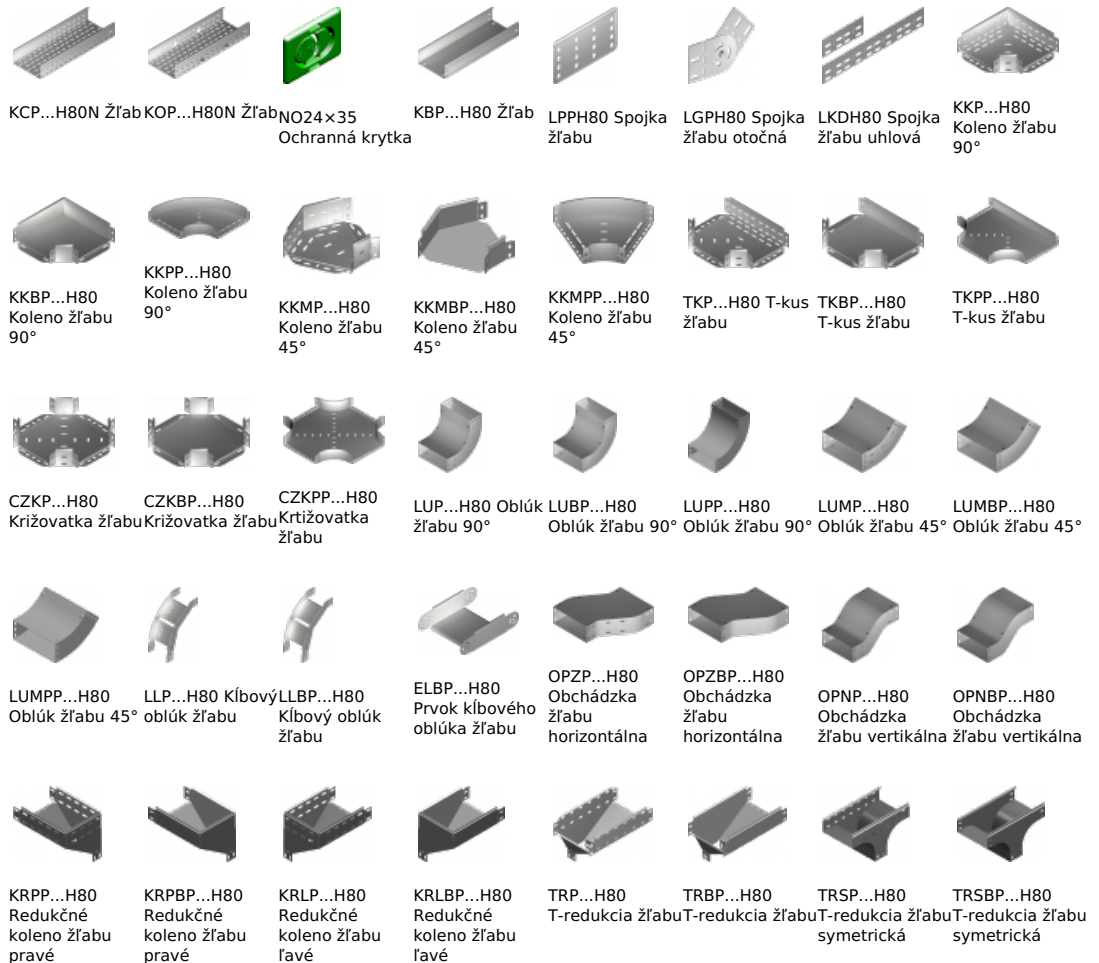 KCP...H80N Žľab
KOP...H80N Žľab
NO24×35
Ochranná krytka
KBP...H80 Žľab
LPPH80 Spojka
žľabu
LGPH80 Spojka
žľabu otočná
LKDH80 Spojka
žľabu uhlová
KKP...H80
Koleno žľabu
90°
KKBP...H80
Koleno žľabu
90°
KKPP...H80
Koleno žľabu
90°
KKMP...H80
Koleno žľabu
45°
KKMBP...H80
Koleno žľabu
45°
KKMPP...H80
Koleno žľabu
45°
TKP...H80 T-kus
žľabu
TKBP...H80
T-kus žľabu
TKPP...H80
T-kus žľabu
CZKP...H80
Križovatka žľabu
CZKBP...H80
Križovatka žľabu
CZKPP...H80
Krtižovatka
žľabu
LUP...H80 Oblúk
žľabu 90°
LUBP...H80
Oblúk žľabu 90°
LUPP...H80
Oblúk žľabu 90°
LUMP...H80
Oblúk žľabu 45°
LUMBP...H80
Oblúk žľabu 45°
LUMPP...H80
Oblúk žľabu 45°
LLP...H80 Kĺbový
oblúk žľabu
LLBP...H80
Kĺbový oblúk
žľabu
ELBP...H80
Prvok kĺbového
oblúka žľabu
OPZP...H80
Obchádzka
žľabu
horizontálna
OPZBP...H80
Obchádzka
žľabu
horizontálna
OPNP...H80
Obchádzka
žľabu vertikálna
OPNBP...H80
Obchádzka
žľabu vertikálna
KRPP...H80
Redukčné
koleno žľabu
pravé
KRPBP...H80
Redukčné
koleno žľabu
pravé
KRLP...H80
Redukčné
koleno žľabu
ľavé
KRLBP...H80
Redukčné
koleno žľabu
ľavé
TRP...H80
T-redukcia žľabu
TRBP...H80
T-redukcia žľabu
TRSP...H80
T-redukcia žľabu
symetrická
TRSBP...H80
T-redukcia žľabu
symetrická